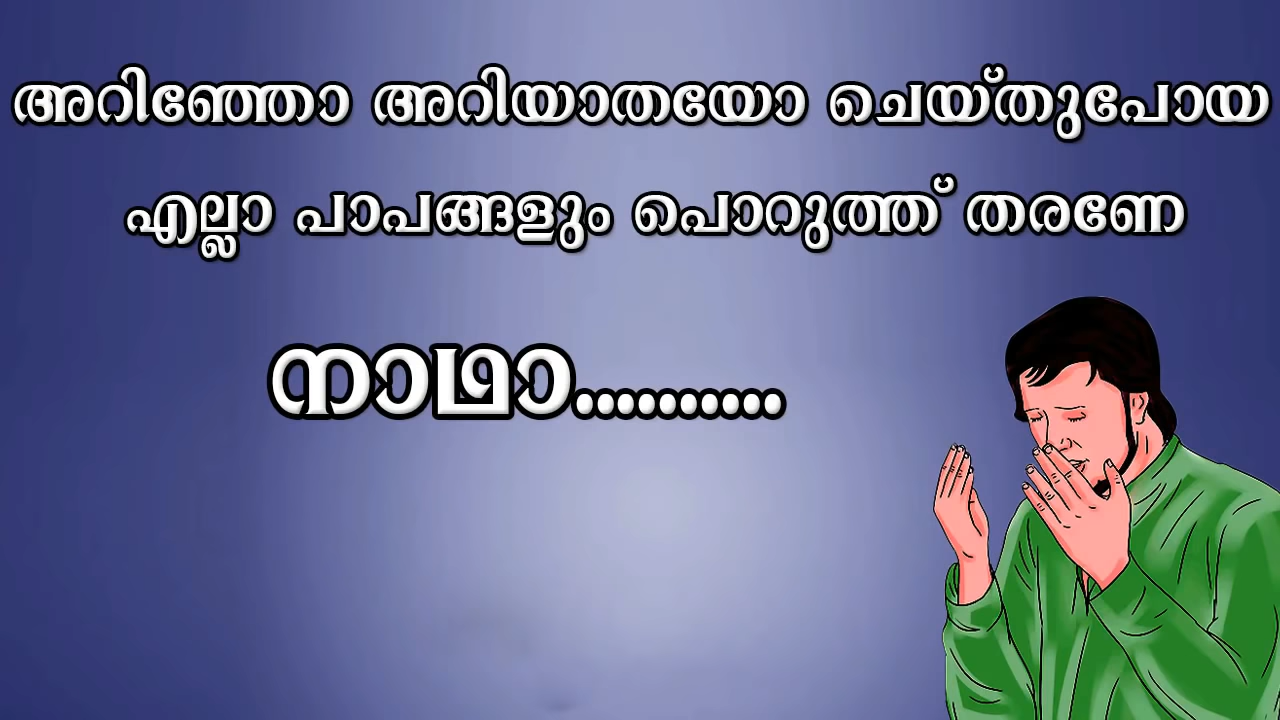 അറിഞ്ഞോ അറിയാതയോ ചെയ്തുപോയ
എല്ലാ പാപങ്ങളും പൊറുത്ത് തരണേ
നാഥാ..........